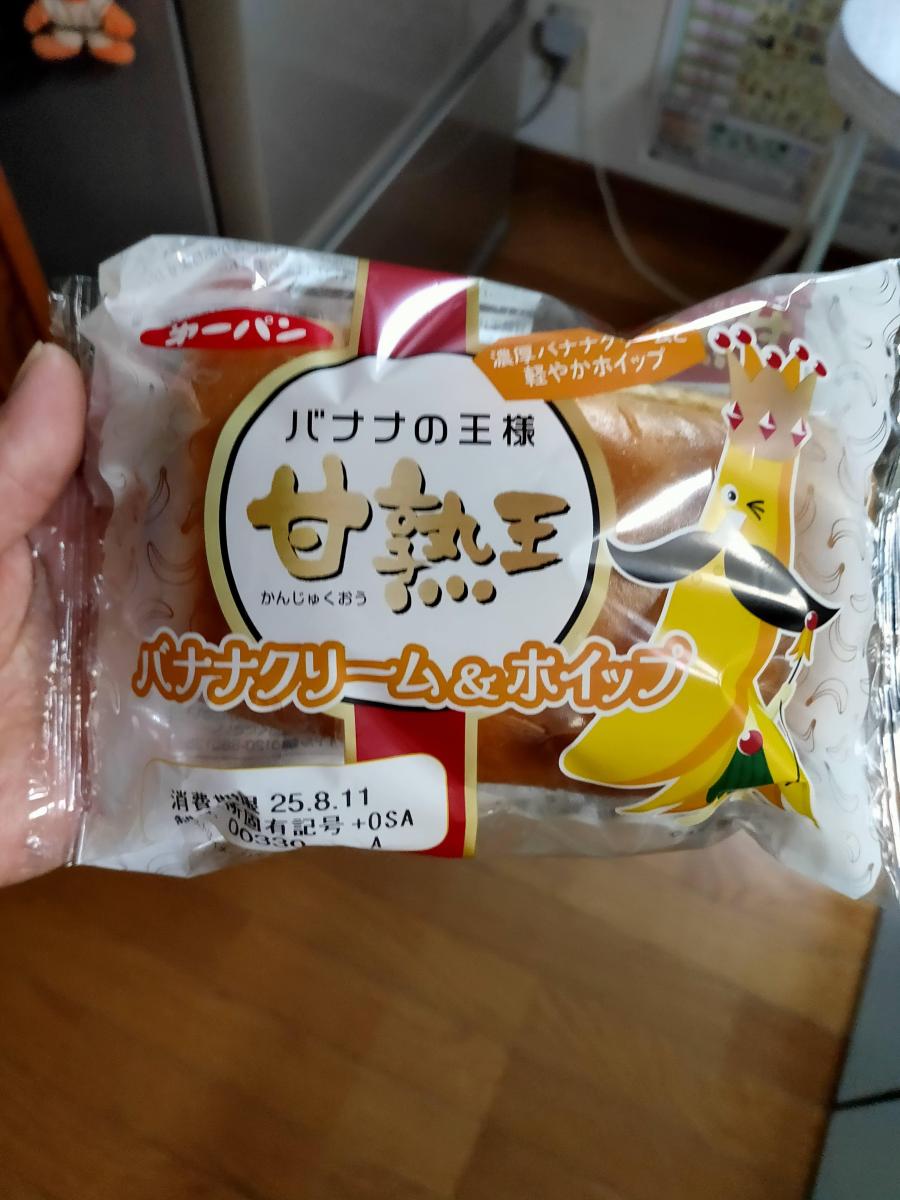 第一パン
濃厚バナナクリームと
軽やかホイップ
バナナの王様
甘熟王
かんじゅくおう
バナナクリーム&ホイップ
消費期限 25.8.11
製造所固有記号 +OSA
00330 A